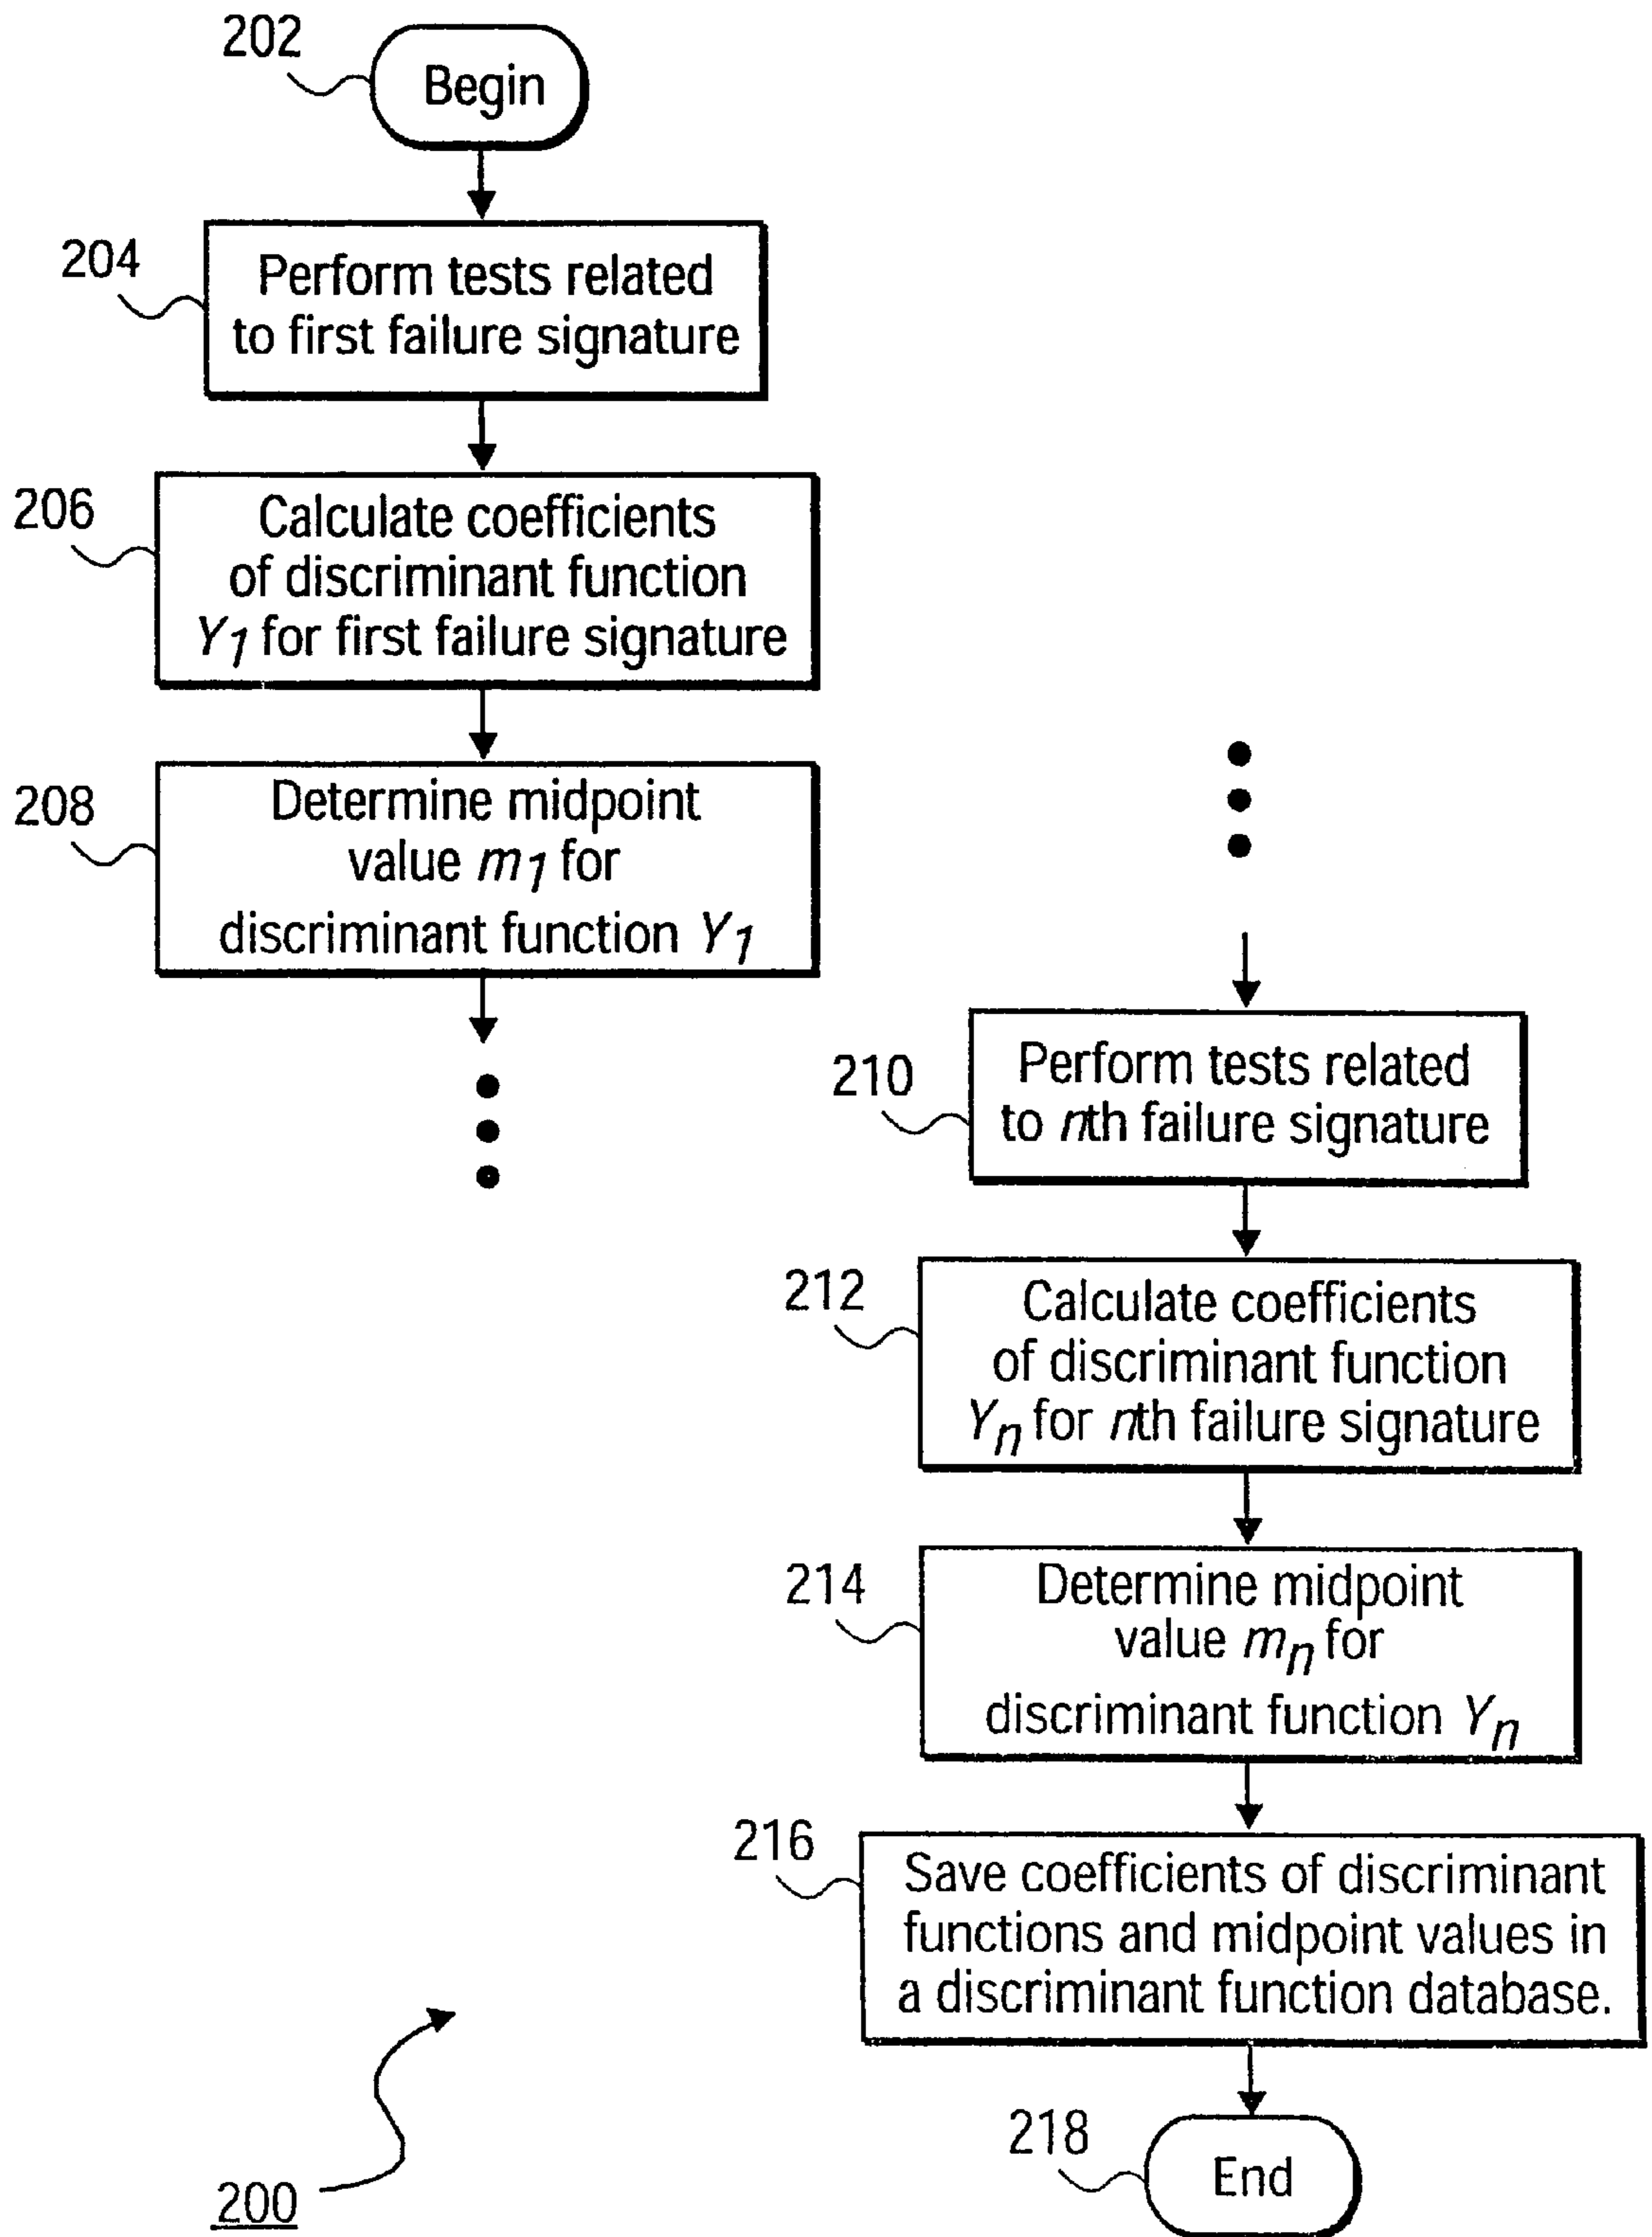 202
Begin
204
Perform tests related
to first failure signature
206
Calculate coefficients
of discriminant function
Y1 for first failure signature
208
Determine midpoint
value m1 for
discriminant function Y1
210
Perform tests related
to nth failure signature
212
Calculate coefficients
of discriminant function
Yn for nth failure signature
214
Determine midpoint
value mn for
discriminant function Yn
216
Save coefficients of discriminant
functions and midpoint values in
a discriminant function database.
218
End
200